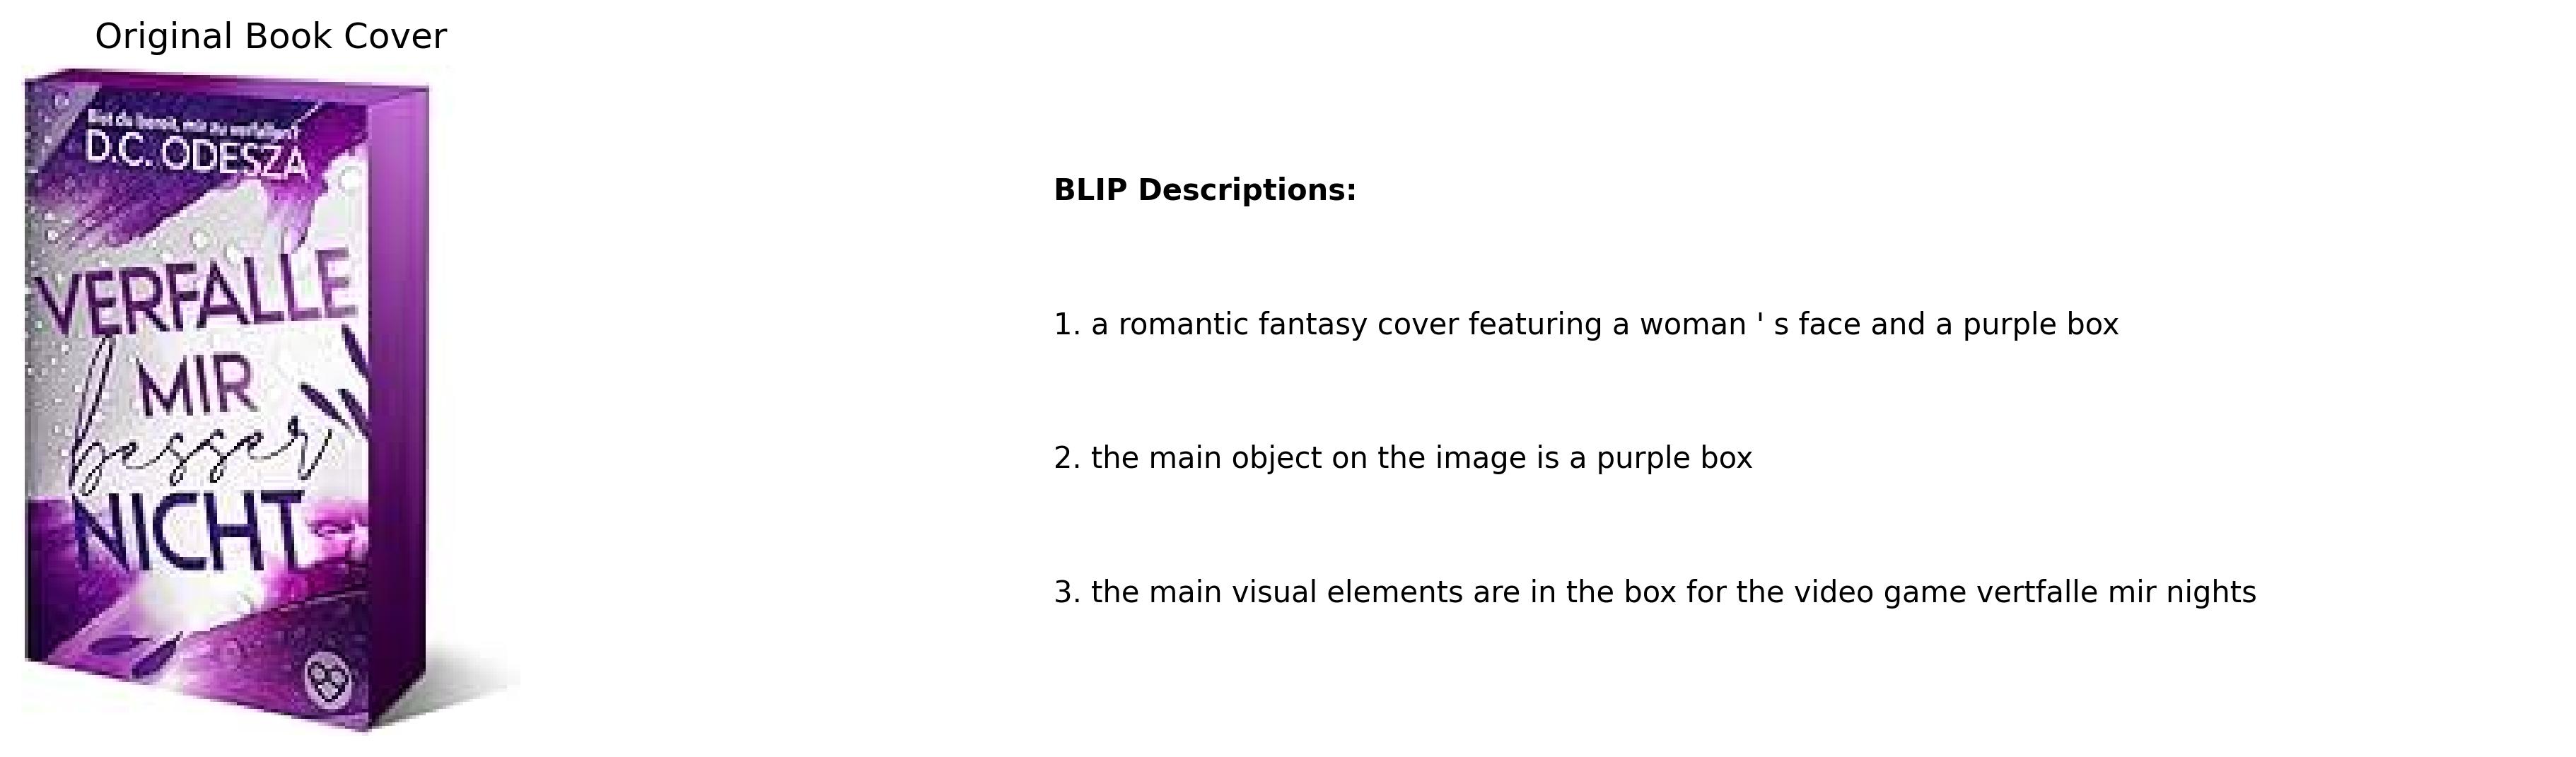 Original Book Cover
Bist du bereit, mir zu verfallen?
D.C. ODESZA
VERFALLE
MIR
besser
NICHT
BLIP Descriptions:
1. a romantic fantasy cover featuring a woman ' s face and a purple box
2. the main object on the image is a purple box
3. the main visual elements are in the box for the video game vertfalle mir nights